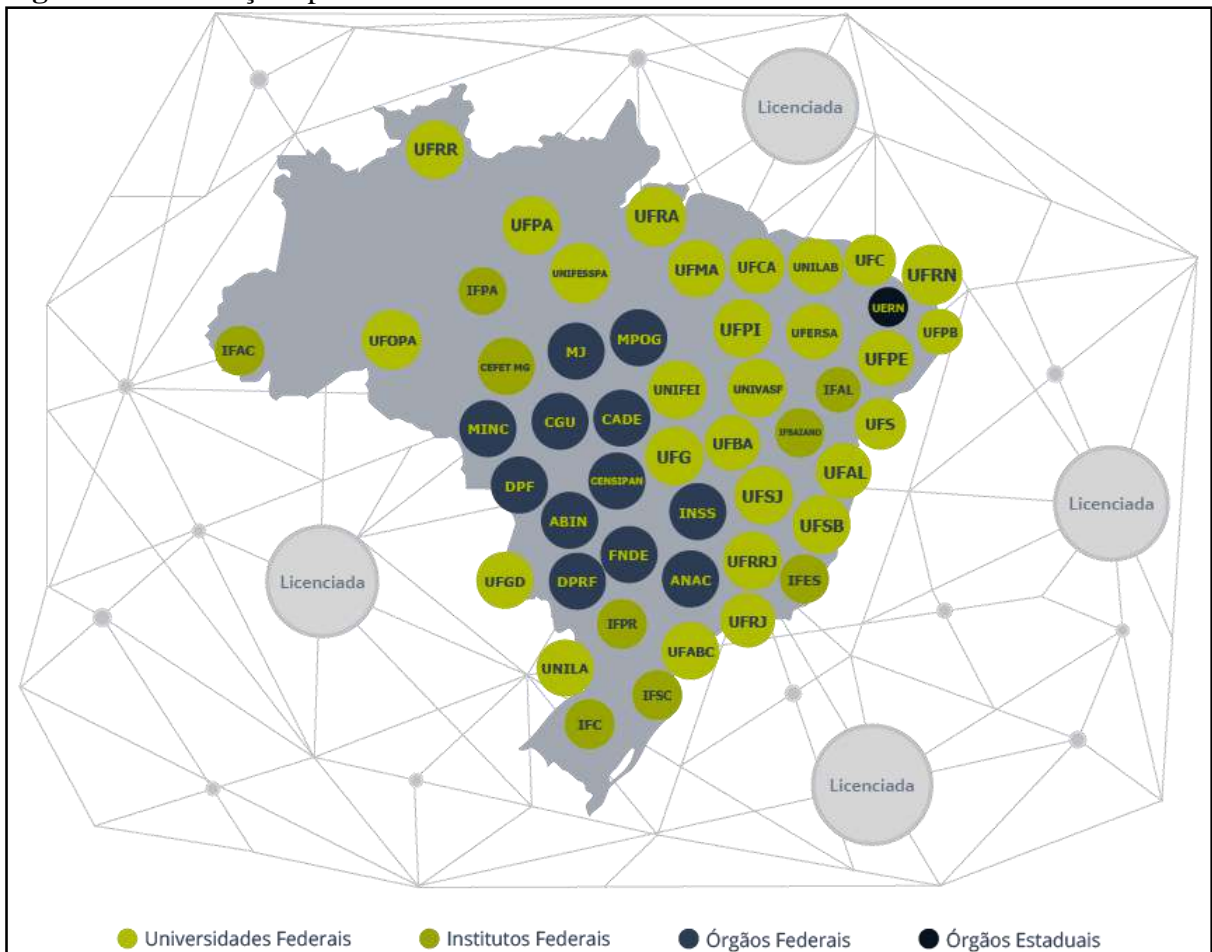 Licenciada
UFRR
UFPA
UFRA
UNIFESSPA
UFMA
UFCA
UNILAB
UFC
UFRN
IFPA
UERN
IFAC
UFOPA
MJ
MPOG
UFPI
UFERSA
UFPB
CEFET MG
UFPE
UNIFEI
UNIVASF
IFAL
MINC
CGU
CADE
UFG
UFBA
IFBAIANO
UFS
DPF
CENSIPAN
UFAL
ABIN
INSS
UFSJ
UFSB
Licenciada
UFGD
DPRF
FNDE
ANAC
UFRRJ
IFES
Licenciada
IFPR
UFRJ
UNILA
UFABC
IFSC
IFC
Licenciada
Universidades Federais
Institutos Federais
Órgãos Federais
Órgãos Estaduais